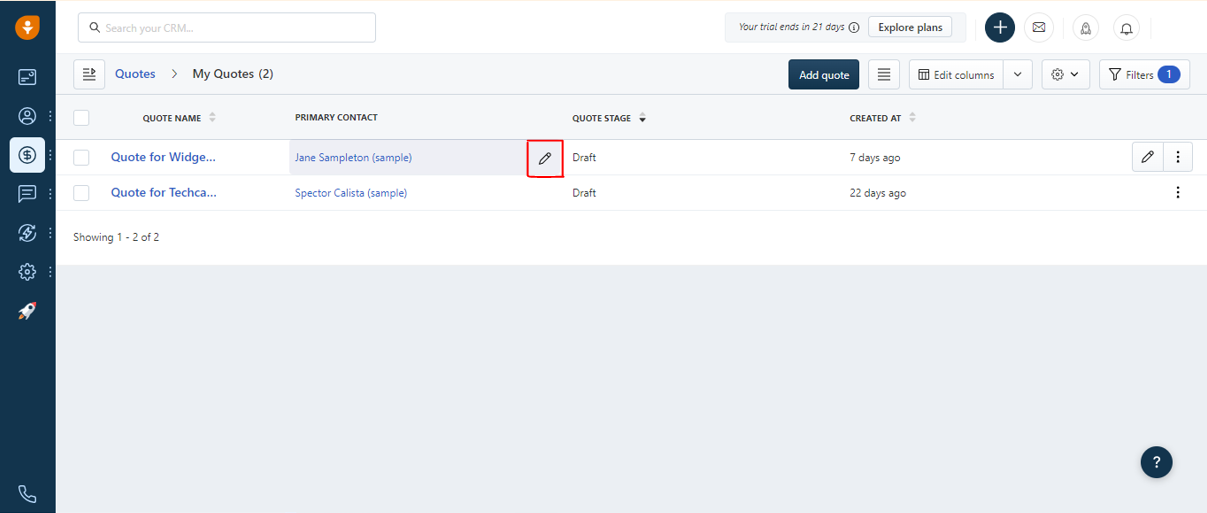 Search your CRM...
Your trial ends in 21 days
Explore plans
Quotes
My Quotes (2)
Add quote
Edit columns
Filters 1
QUOTE NAME PRIMARY CONTACT QUOTE STAGE CREATED AT
Quote for Widge... Jane Sampleton (sample) Draft 7 days ago
Quote for Techca... Spector Calista (sample) Draft 22 days ago
Showing 1 - 2 of 2
?